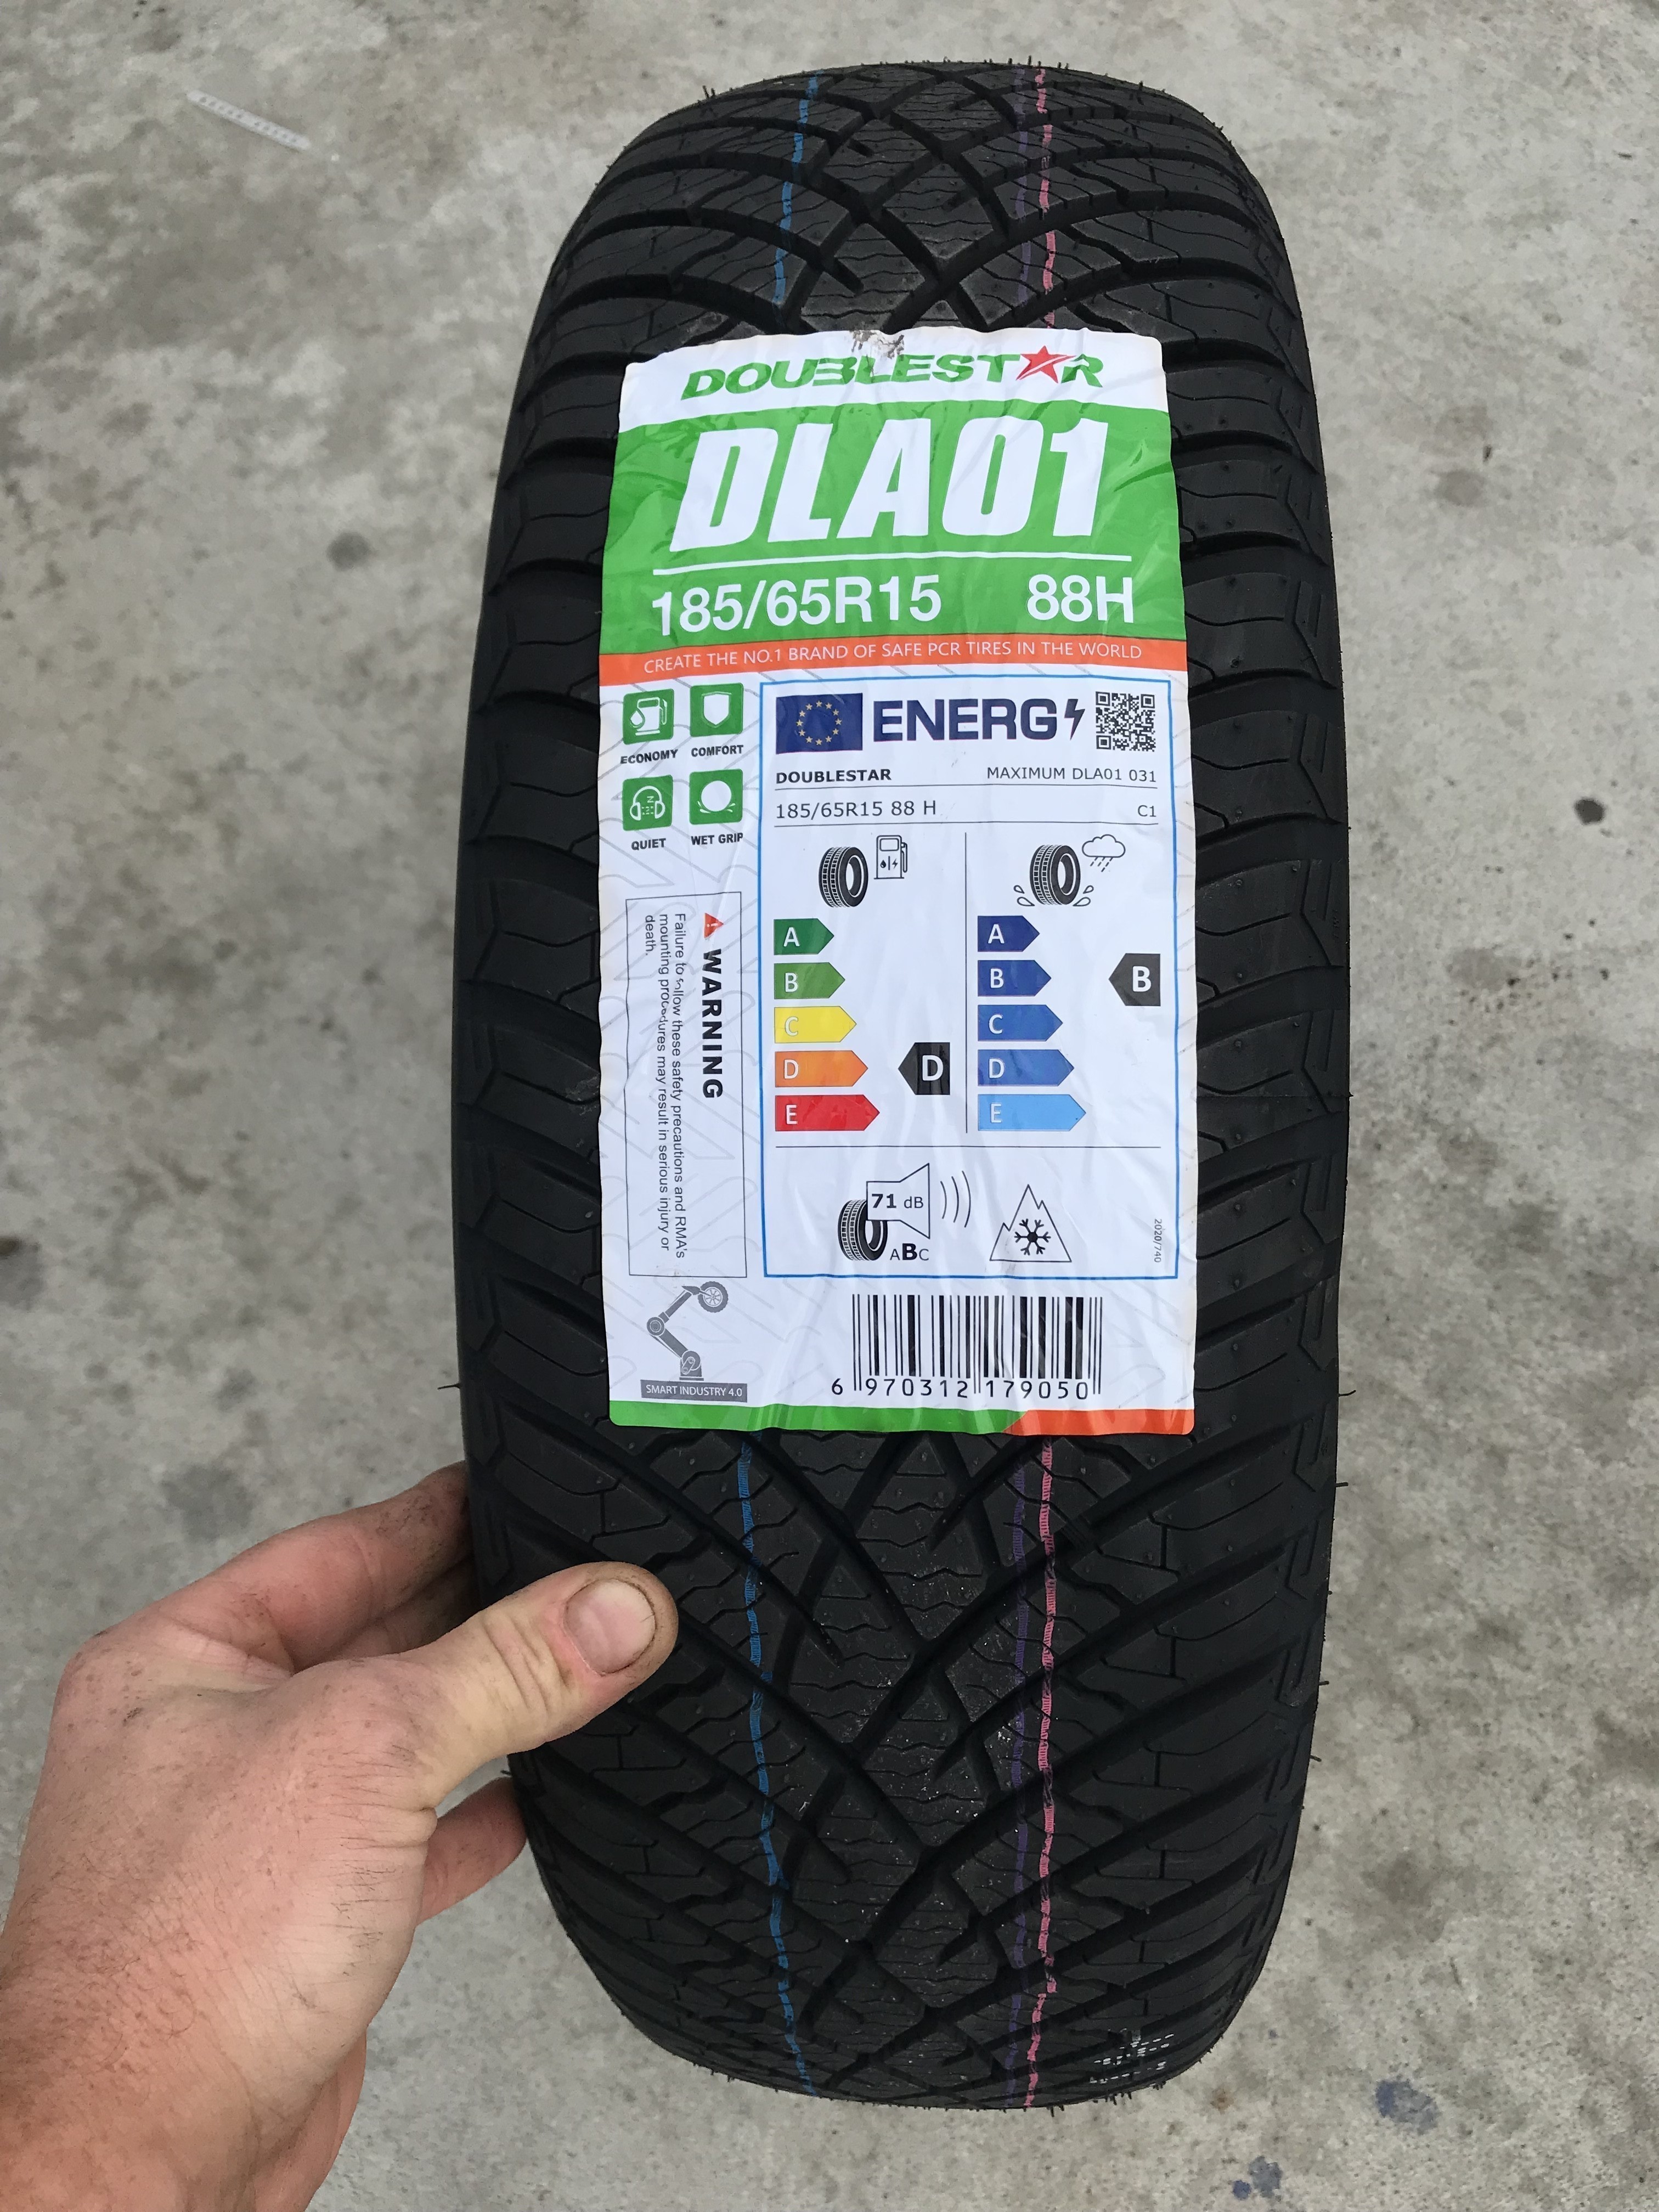 DOUBLESTAR
DLA01
185/65R15 88H
CREATE THE NO.1 BRAND OF SAFE PCR TIRES IN THE WORLD
ECONOMY COMFORT
QUIET WET GRIP
WARNING
Failure to follow these safety precautions and RMA's
mounting procedures may result in serious injury or
death.
SMART INDUSTRY 4.0
ENERG
DOUBLESTAR MAXIMUM DLA01 031
185/65R15 88 H C1
A A
B B B
C C
D D D
E E
71 dB
ABC
2020/740
6 970312 179050